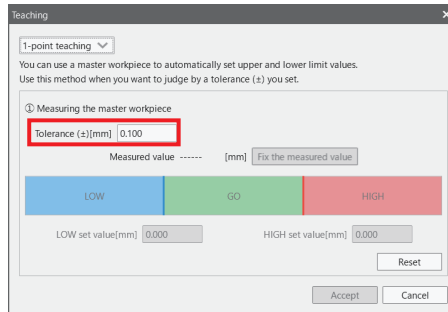 Teaching
1-point teaching
You can use a master workpiece to automatically set upper and lower limit values.
Use this method when you want to judge by a tolerance (±) you set.
① Measuring the master workpiece
Tolerance (±)[mm] 0.100
Measured value ------ [mm] Fix the measured value
LOW GO HIGH
LOW set value[mm] 0.000 HIGH set value[mm] 0.000
Reset
Accept Cancel